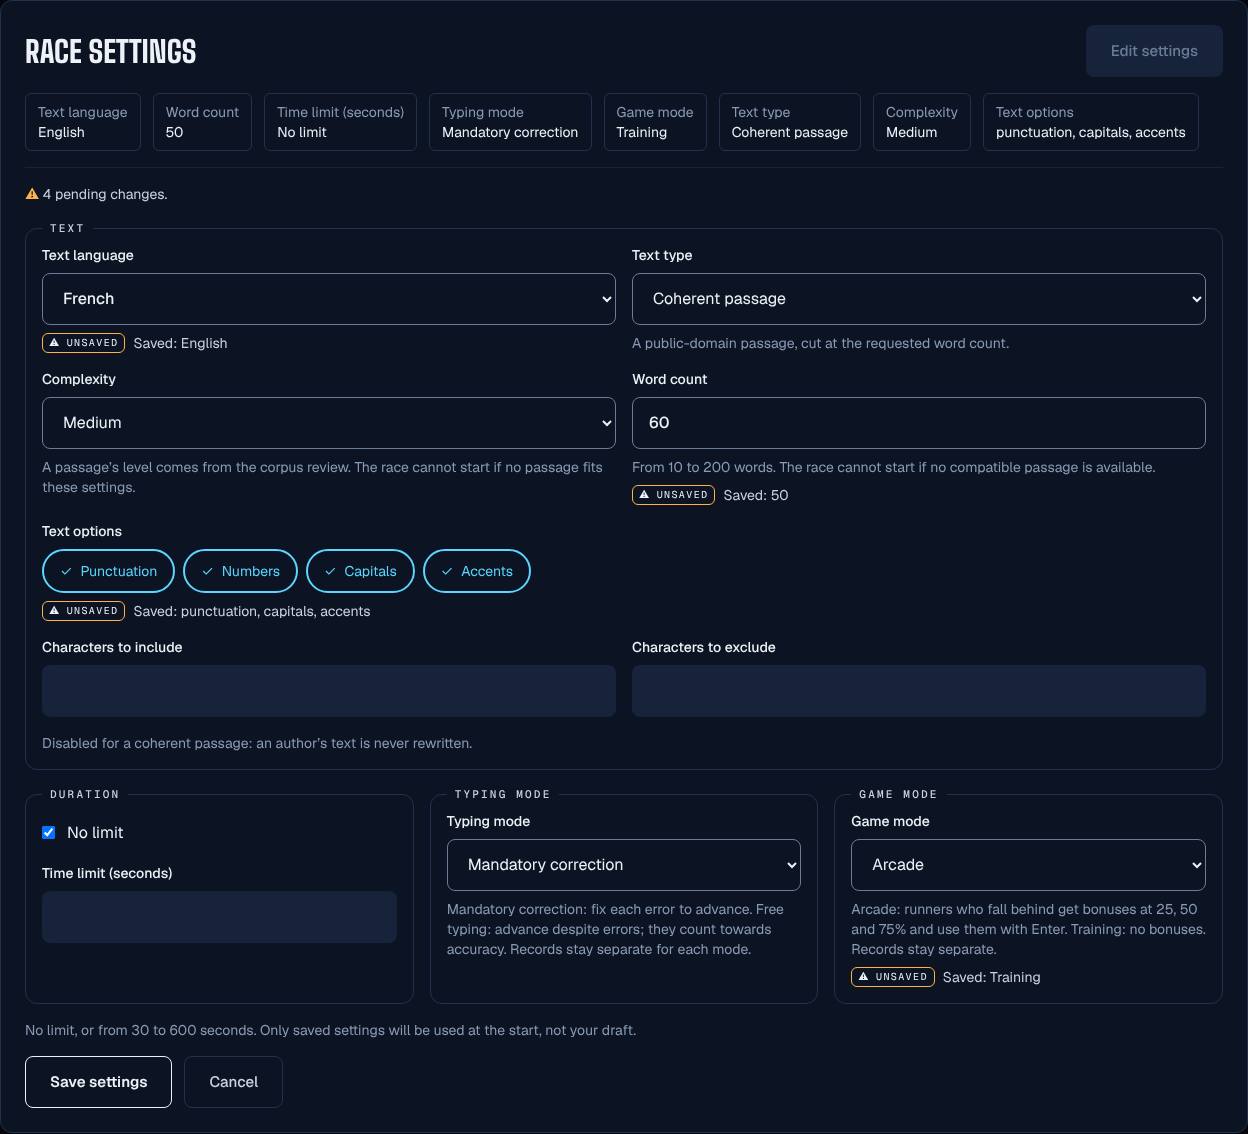 RACE SETTINGS
Edit settings
Text language
English
Word count
50
Time limit (seconds)
No limit
Typing mode
Mandatory correction
Game mode
Training
Text type
Coherent passage
Complexity
Medium
Text options
punctuation, capitals, accents
4 pending changes.
TEXT
Text language
French
UNSAVED Saved: English
Text type
Coherent passage
A public-domain passage, cut at the requested word count.
Complexity
Medium
A passage’s level comes from the corpus review. The race cannot start if no passage fits
these settings.
Word count
60
From 10 to 200 words. The race cannot start if no compatible passage is available.
UNSAVED Saved: 50
Text options
✓ Punctuation ✓ Numbers ✓ Capitals ✓ Accents
UNSAVED Saved: punctuation, capitals, accents
Characters to include
Characters to exclude
Disabled for a coherent passage: an author’s text is never rewritten.
DURATION
No limit
Time limit (seconds)
TYPING MODE
Typing mode
Mandatory correction
Mandatory correction: fix each error to advance. Free
typing: advance despite errors; they count towards
accuracy. Records stay separate for each mode.
GAME MODE
Game mode
Arcade
Arcade: runners who fall behind get bonuses at 25, 50
and 75% and use them with Enter. Training: no bonuses.
Records stay separate.
UNSAVED Saved: Training
No limit, or from 30 to 600 seconds. Only saved settings will be used at the start, not your draft.
Save settings
Cancel